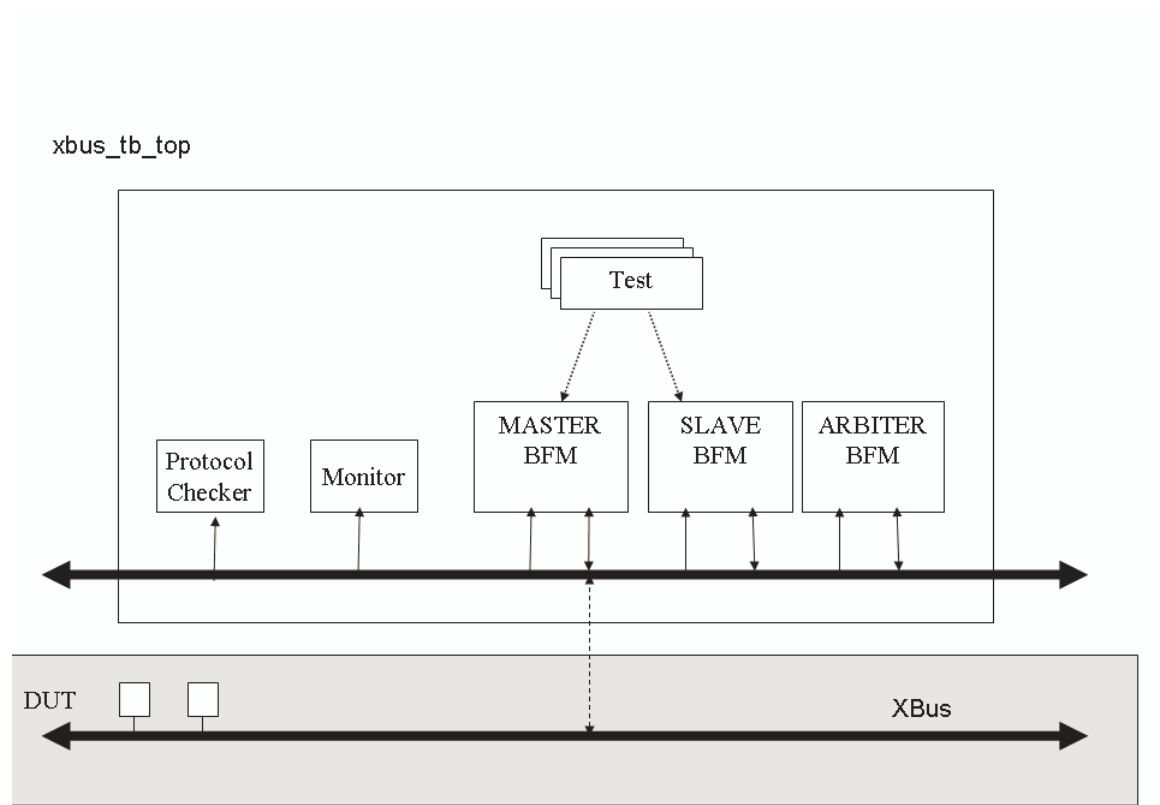 xbus_tb_top
Test
MASTER
BFM
SLAVE
BFM
ARBITER
BFM
Protocol
Checker
Monitor
DUT
XBus